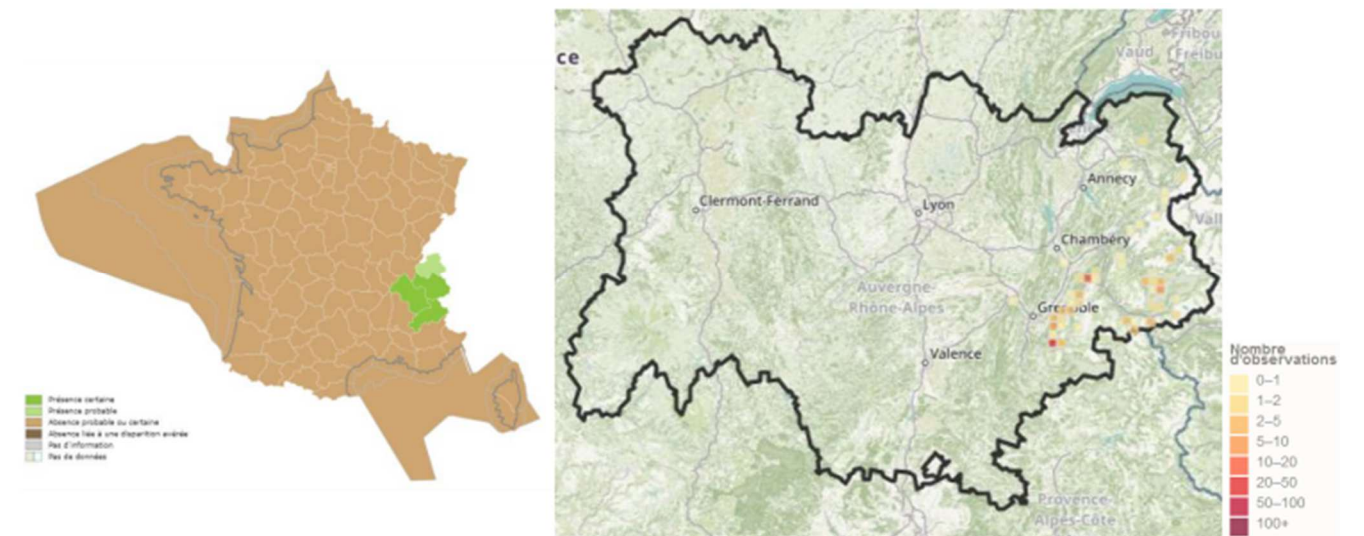 Présence certaine
Présence probable
Absence probable ou certaine
Absence liée à une disparition avérée
Pas d'information
Pas de données
ce
Vaud
Fribou
Freibu
Annecy
Clermont-Ferrand
Lyon
Vall
Chambéry
Auvergne-
Rhône-Alpes
Valence
Provence-
Alpes-Côte
Nombre
d'observations
0–1
1–2
2–5
5–10
10–20
20–50
50–100
100+